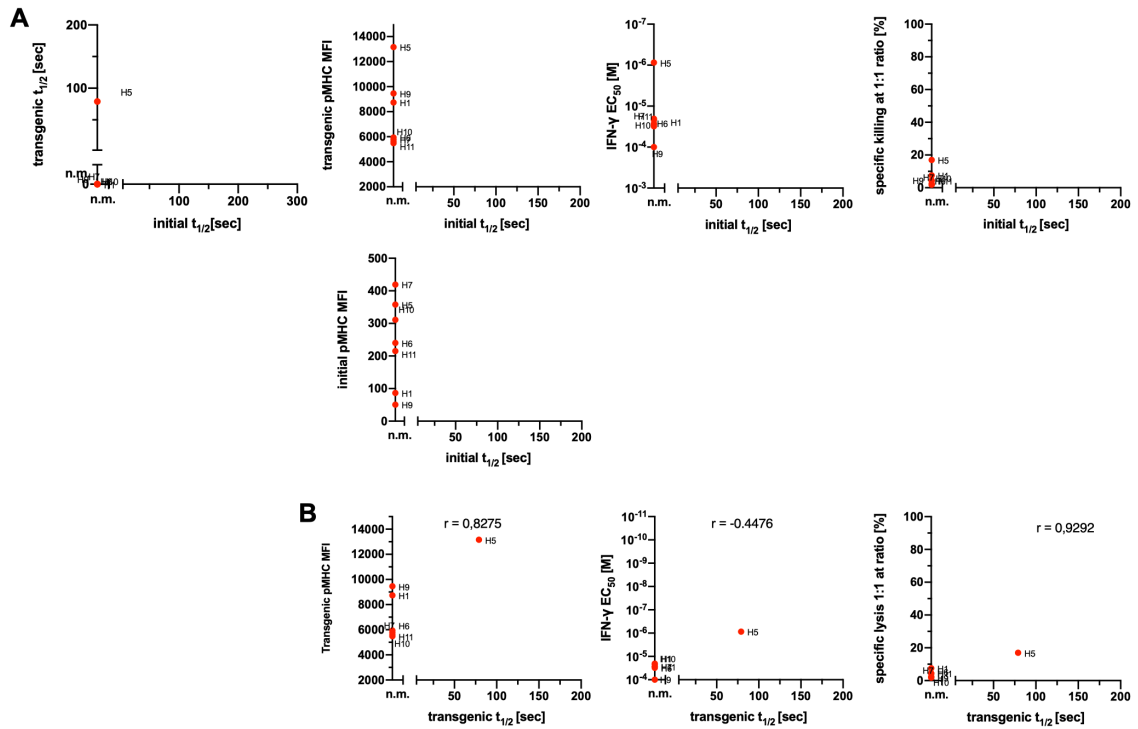 A
transgenic t1/2 [sec]
200
100
0
n.m.
H5
H7
n.m.
100
200
300
initial t1/2[sec]
transgenic pMHC MFI
14000
12000
10000
8000
6000
4000
2000
H5
H9
H1
H10
H11
n.m.
50
100
150
200
initial t1/2 [sec]
IFN-γ EC50 [M]
10-7
10-6
10-5
10-4
10-3
H5
H10
H6
H1
H9
n.m.
50
100
150
200
initial t1/2 [sec]
specific killing at 1:1 ratio [%]
100
80
60
40
20
0
H5
H1
H9
n.m.
50
100
150
200
initial t1/2 [sec]
initial pMHC MFI
500
400
300
200
100
0
H7
H5
H10
H6
H11
H1
H9
n.m.
50
100
150
200
initial t1/2 [sec]
B
Transgenic pMHC MFI
14000
12000
10000
8000
6000
4000
2000
r = 0,8275
H5
H9
H1
H7
H6
H11
H10
n.m.
50
100
150
200
transgenic t1/2 [sec]
IFN-γ EC50 [M]
10-11
10-10
10-9
10-8
10-7
10-6
10-5
10-4
r = -0.4476
H5
H9
n.m.
50
100
150
200
transgenic t1/2 [sec]
specific lysis 1:1 at ratio [%]
100
80
60
40
20
0
r = 0,9292
H5
H1
H10
n.m.
50
100
150
200
transgenic t1/2 [sec]